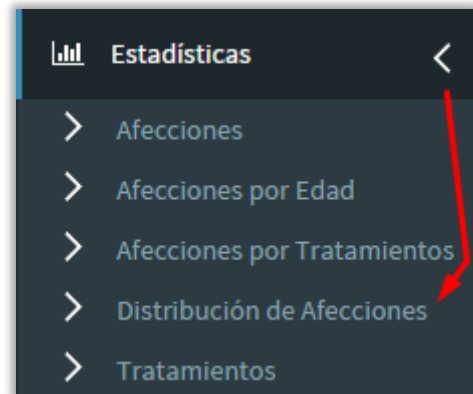 Estadísticas
Afecciones
Afecciones por Edad
Afecciones por Tratamientos
Distribución de Afecciones
Tratamientos